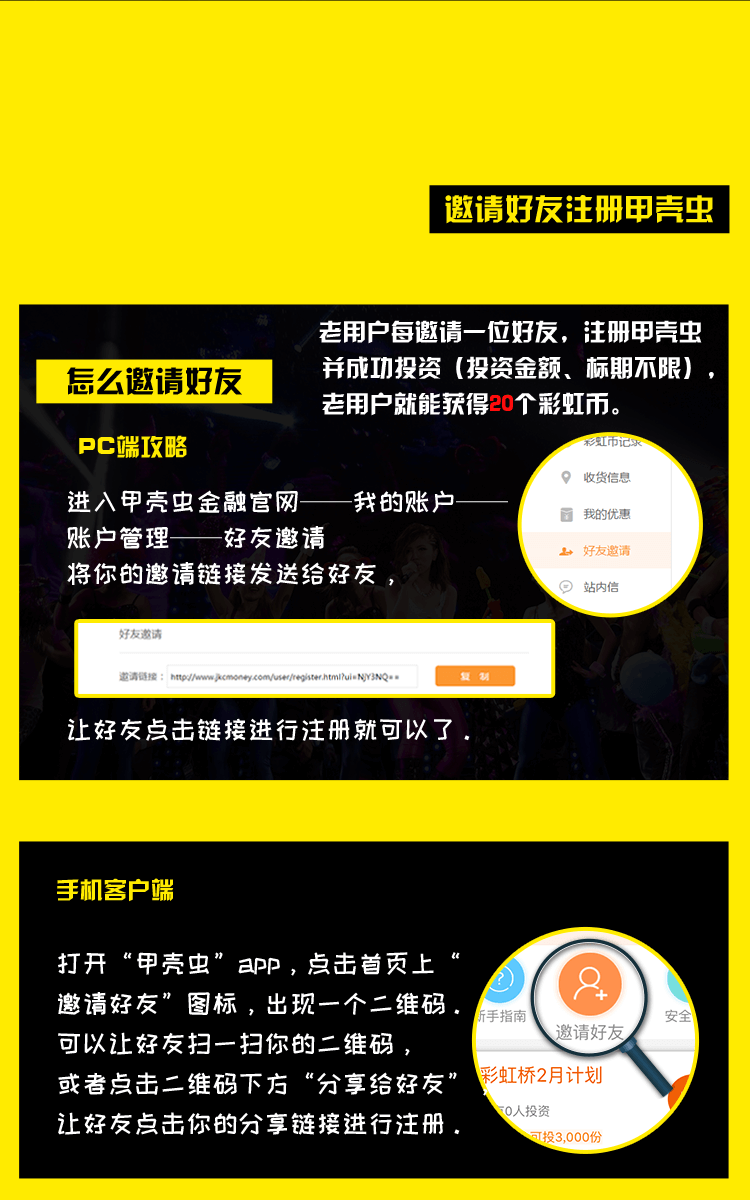 邀请好友注册甲壳虫
老用户每邀请一位好友，注册甲壳虫
并成功投资（投资金额、标期不限），
老用户就能获得20个彩虹币。
怎么邀请好友
PC端攻略
进入甲壳虫金融官网——我的账户——
账户管理——好友邀请
将你的邀请链接发送给好友，
彩虹币记录
收货信息
我的优惠
好友邀请
站内信
好友邀请
邀请链接：http://www.jkcmoney.com/user/register.html?ui=NJY3NQ== 复 制
让好友点击链接进行注册就可以了．
手机客户端
打开“甲壳虫”app，点击首页上“
邀请好友”图标，出现一个二维码．
可以让好友扫一扫你的二维码，
或者点击二维码下方“分享给好友”，
让好友点击你的分享链接进行注册．
新手指南 邀请好友 安全
彩虹桥2月计划
有0人投资
可投3,000份